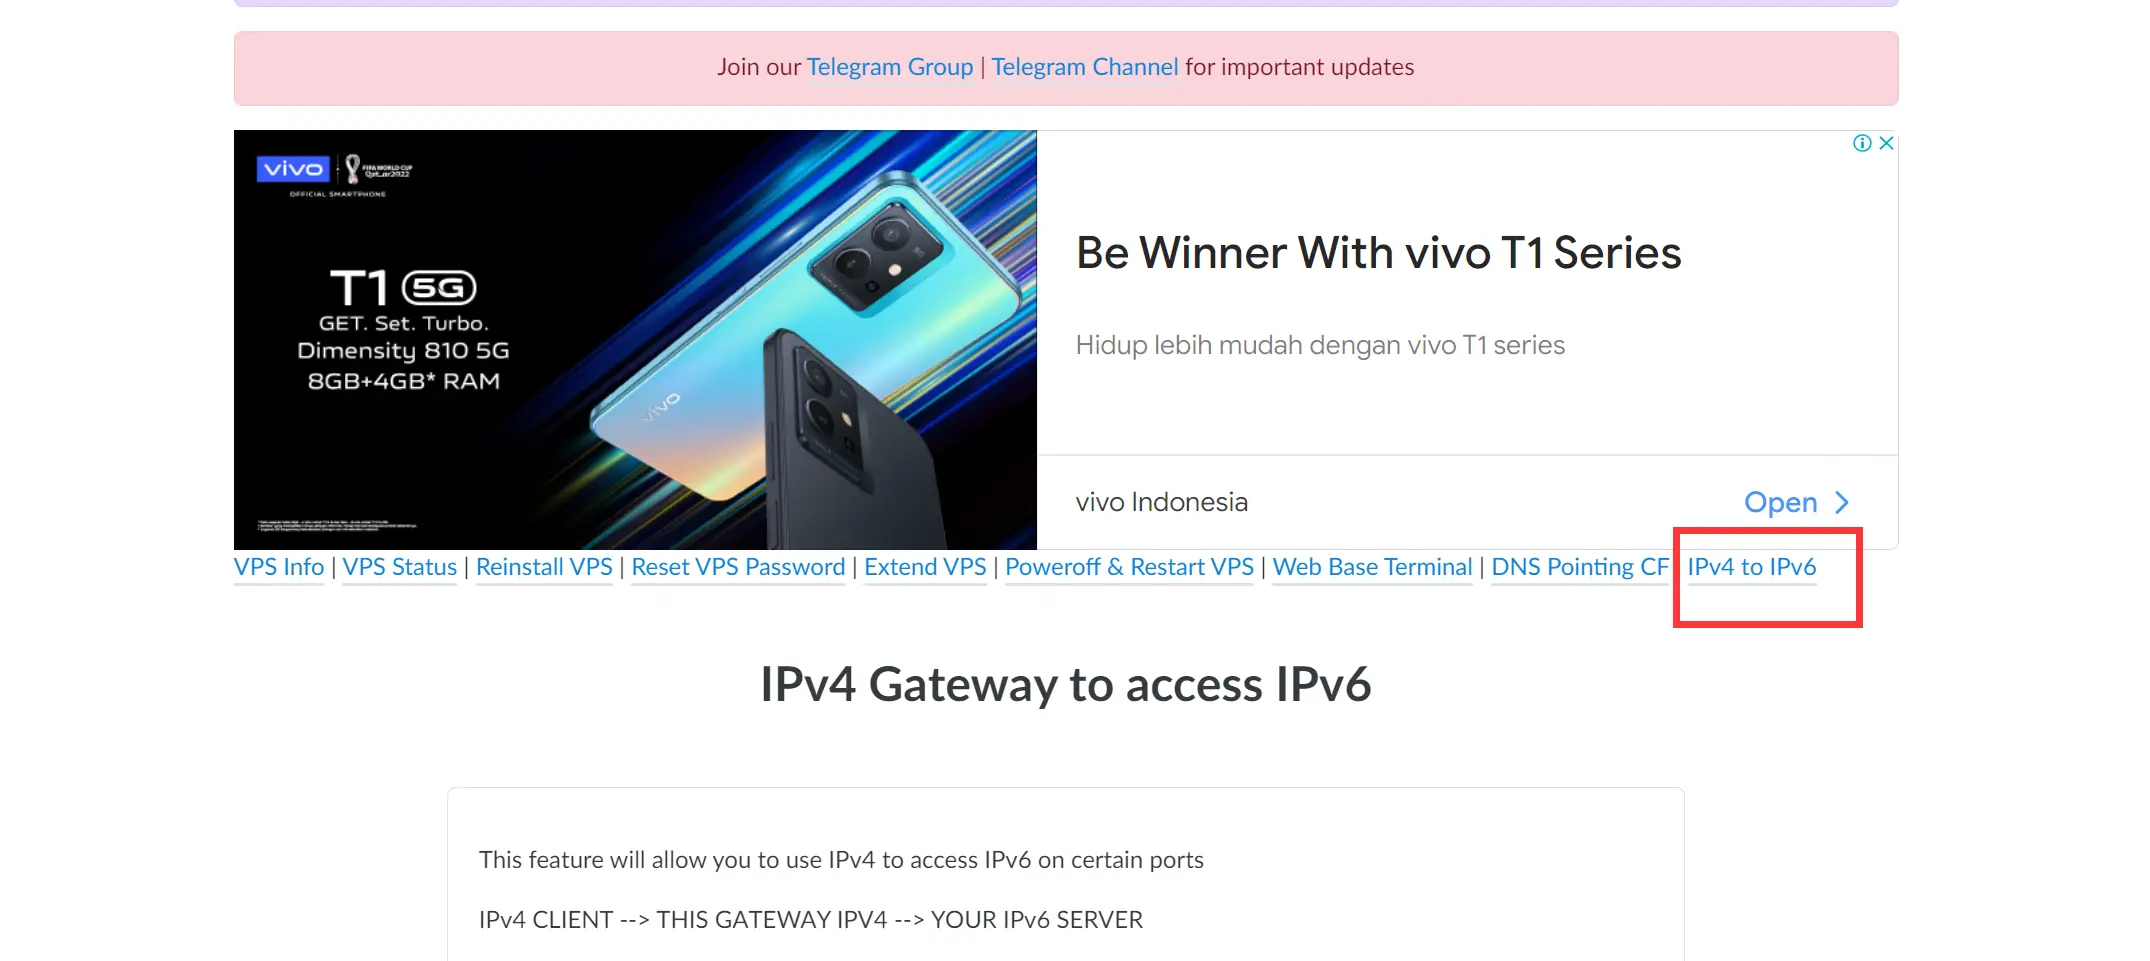 Join our Telegram Group | Telegram Channel for important updates
vivo
FIFA WORLD CUP
Qatar2022
OFFICIAL SMARTPHONE
T1 5G
GET. Set. Turbo.
Dimensity 810 5G
8GB+4GB* RAM
vivo
Be Winner With vivo T1 Series
Hidup lebih mudah dengan vivo T1 series
vivo Indonesia
Open
VPS Info | VPS Status | Reinstall VPS | Reset VPS Password | Extend VPS | Poweroff & Restart VPS | Web Base Terminal | DNS Pointing CF IPv4 to IPv6
IPv4 Gateway to access IPv6
This feature will allow you to use IPv4 to access IPv6 on certain ports
IPv4 CLIENT --> THIS GATEWAY IPV4 --> YOUR IPv6 SERVER